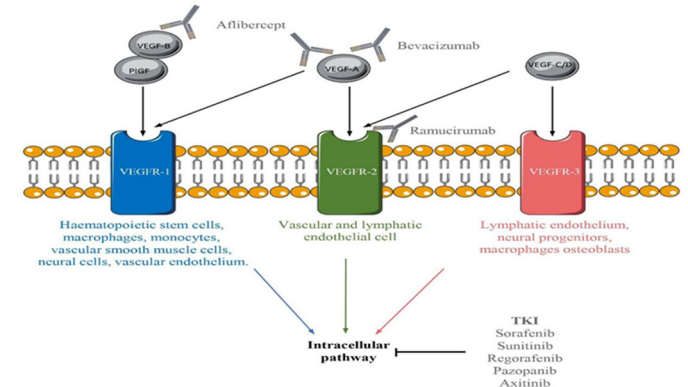 Aflibercept
VEGF-B
PlGF
VEGF-A
Bevacizumab
VEGF-C/D
Ramucirumab
VEGFR-1
VEGFR-2
VEGFR-3
Haematopoietic stem cells,
macrophages, monocytes,
vascular smooth muscle cells,
neural cells, vascular endothelium.
Vascular and lymphatic
endothelial cell
Lymphatic endothelium,
neural progenitors,
macrophages osteoblasts
Intracellular
pathway
TKI
Sorafenib
Sunitinib
Regorafenib
Pazopanib
Axitinib